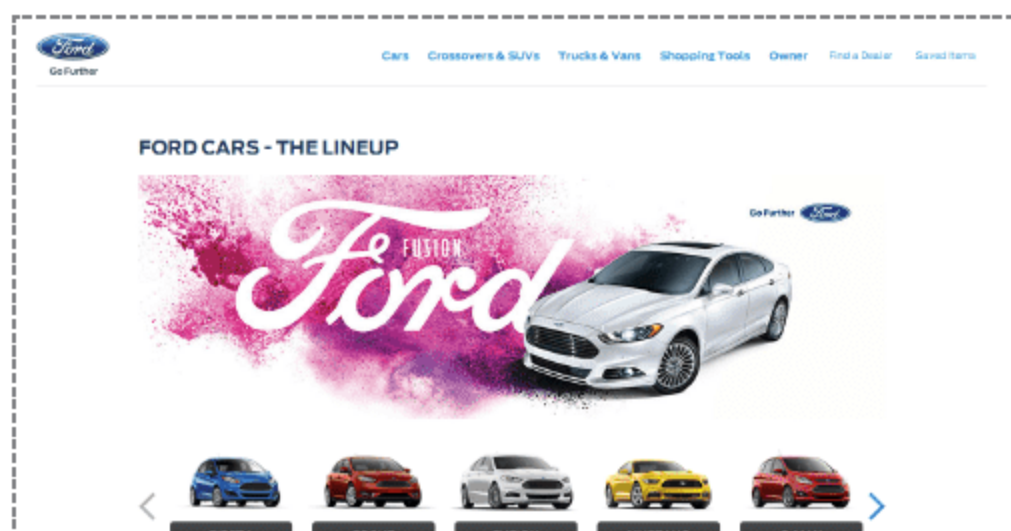 Ford
Go Further
Cars Crossovers & SUVs Trucks & Vans Shopping Tools Owner Find a Dealer Saved Items
FORD CARS - THE LINEUP
Go Further Ford
FUSION
Ford